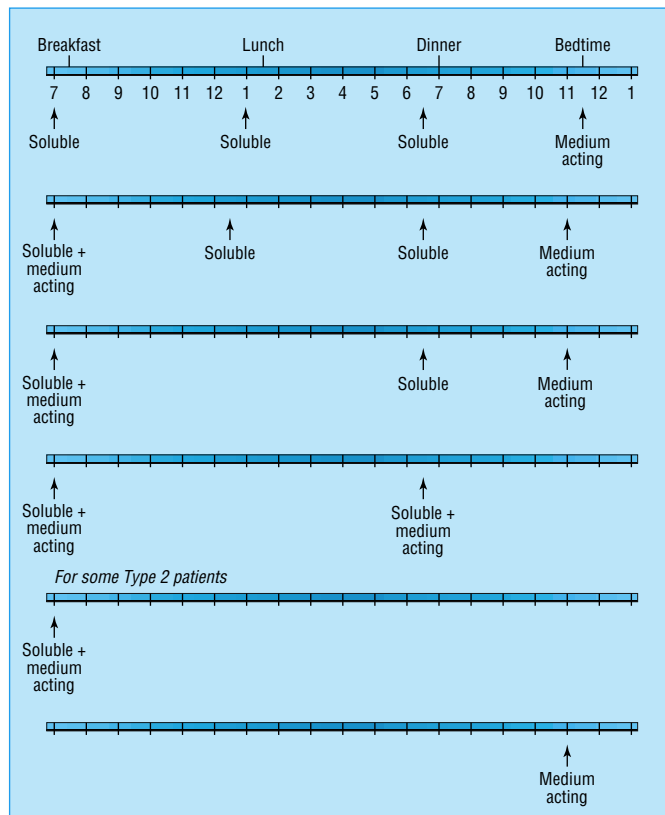 Breakfast Lunch Dinner Bedtime
7 8 9 10 11 12 1 2 3 4 5 6 7 8 9 10 11 12 1
Soluble Soluble Soluble Medium
acting
Soluble + Soluble Soluble Medium
medium acting
acting
Soluble + Soluble Medium
medium acting
acting
Soluble + Soluble +
medium medium
acting acting
For some Type 2 patients
Soluble +
medium
acting
Medium
acting